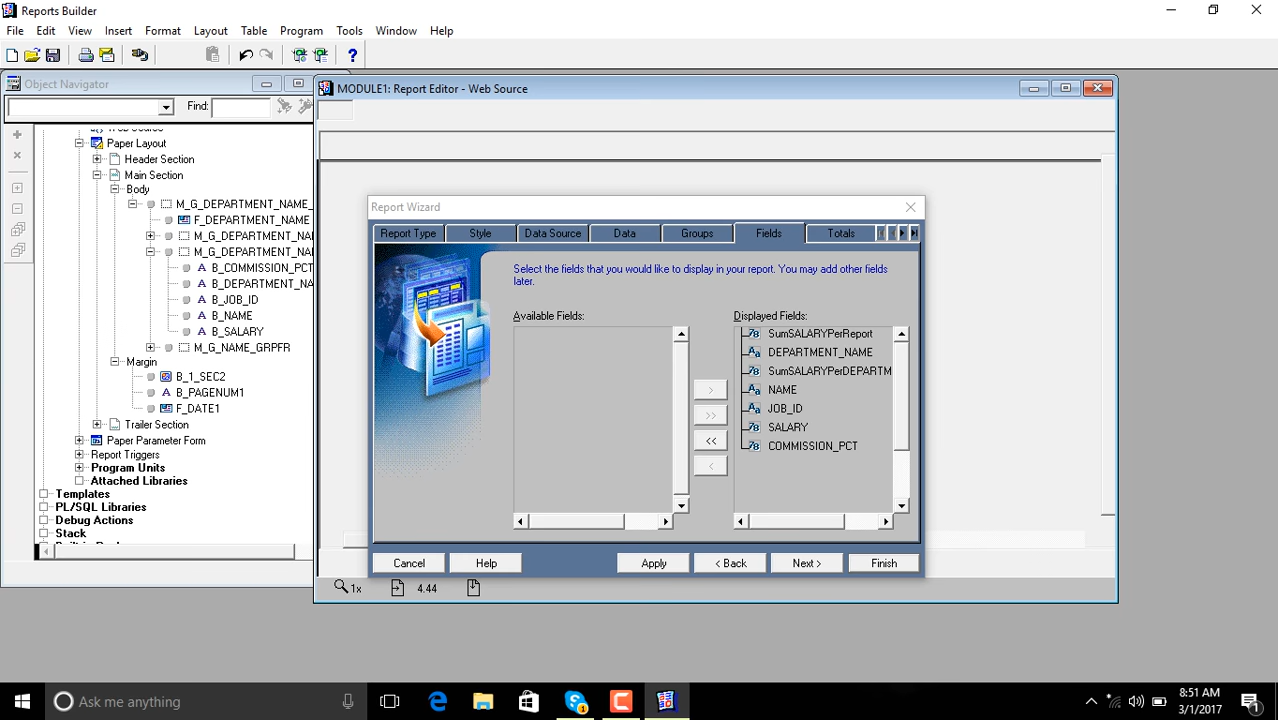 Reports Builder
File Edit View Insert Format Layout Table Program Tools Window Help
Object Navigator
Find:
Paper Layout
Header Section
Main Section
Body
M_G_DEPARTMENT_NAME_
F_DEPARTMENT_NAME
M_G_DEPARTMENT_NAI
M_G_DEPARTMENT_NAI
B_COMMISSION_PCT
B_DEPARTMENT_NA
B_JOB_ID
B_NAME
B_SALARY
M_G_NAME_GRPFR
Margin
B_1_SEC2
B_PAGENUM1
F_DATE1
Trailer Section
Paper Parameter Form
Report Triggers
Program Units
Attached Libraries
Templates
PL/SQL Libraries
Debug Actions
Stack
MODULE1: Report Editor - Web Source
Report Wizard
Report Type Style Data Source Data Groups Fields Totals
Select the fields that you would like to display in your report. You may add other fields
later.
Available Fields: Displayed Fields:
SumSALARYPerReport
DEPARTMENT_NAME
SumSALARYPerDEPARTM
NAME
JOB_ID
SALARY
COMMISSION_PCT
> 
>>
<<
<
Cancel Help Apply < Back Next > Finish
1x 4.44
Ask me anything
8:51 AM
3/1/2017